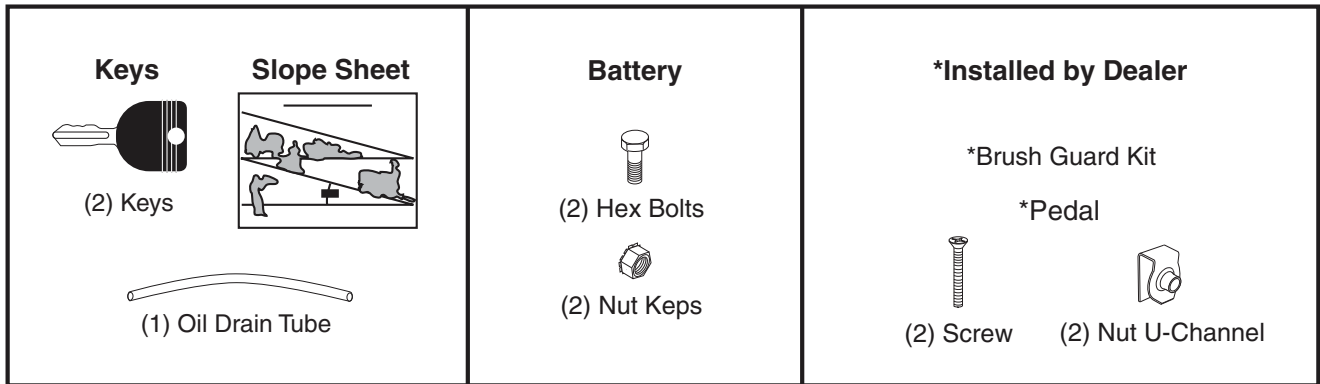 Keys
Slope Sheet
(2) Keys
(1) Oil Drain Tube
Battery
(2) Hex Bolts
(2) Nut Keps
*Installed by Dealer
*Brush Guard Kit
*Pedal
(2) Screw
(2) Nut U-Channel